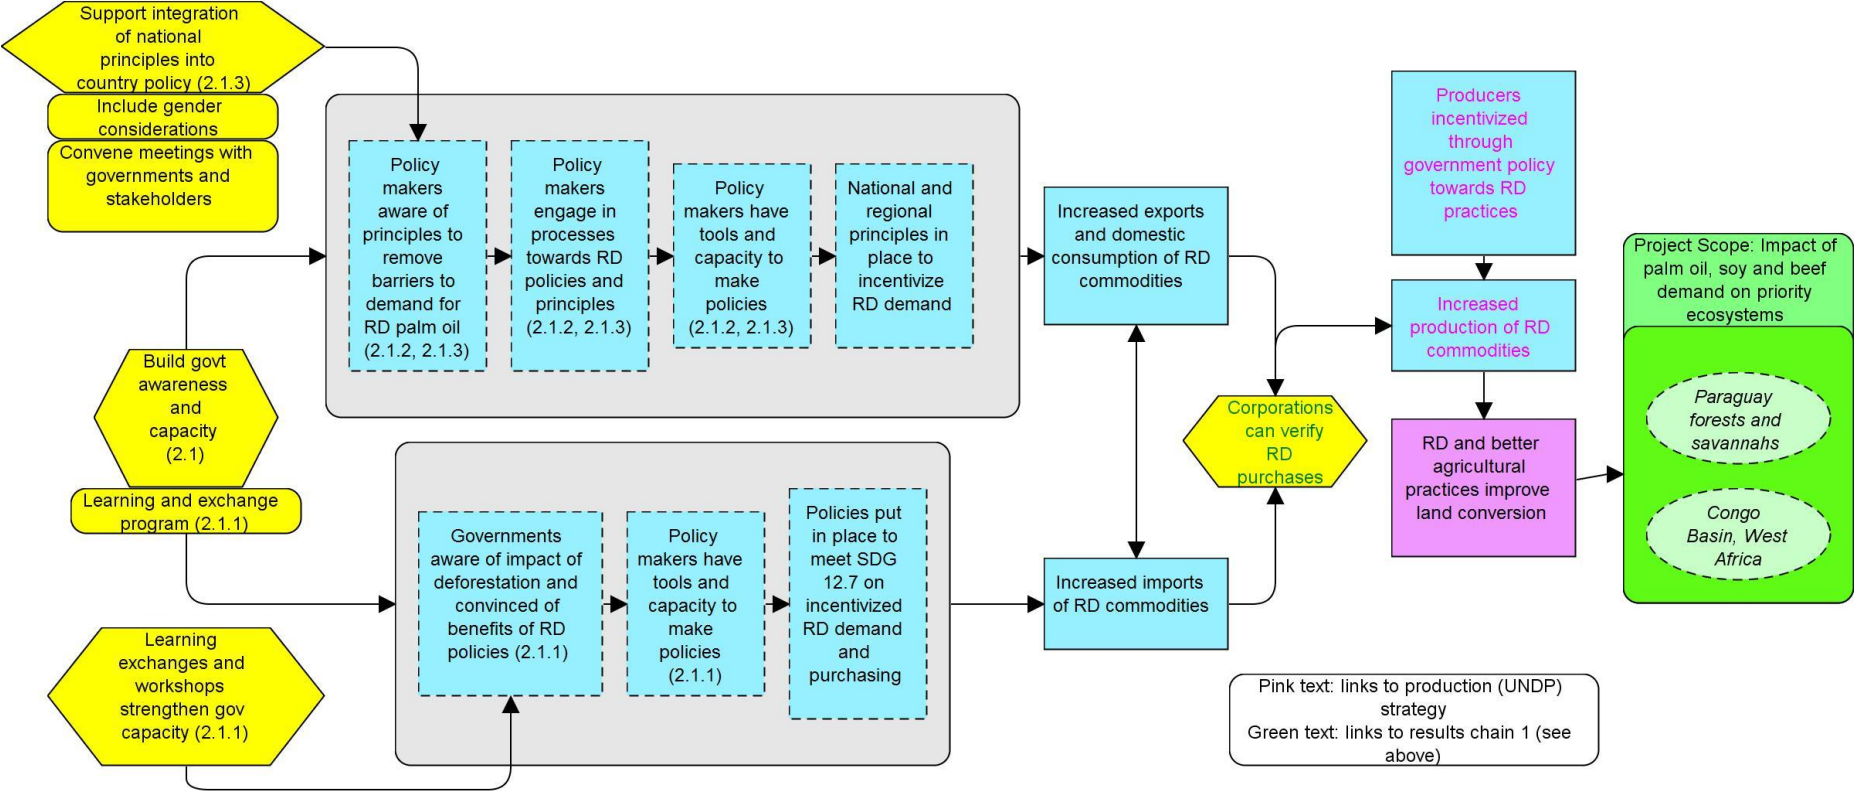 Support integration
of national
principles into
country policy (2.1.3)
Include gender
considerations
Convene meetings with
governments and
stakeholders
Build govt
awareness
and
capacity
(2.1)
Learning and exchange
program (2.1.1)
Learning
exchanges and
workshops
strengthen gov
capacity (2.1.1)
Policy
makers
aware of
principles to
remove
barriers to
demand for
RD palm oil
(2.1.2, 2.1.3)
Policy
makers
engage in
processes
towards RD
policies and
principles
(2.1.2, 2.1.3)
Policy
makers have
tools and
capacity to
make
policies
(2.1.2, 2.1.3)
National and
regional
principles in
place to
incentivize
RD demand
Governments
aware of impact of
deforestation and
convinced of
benefits of RD
policies (2.1.1)
Policy
makers have
tools and
capacity to
make
policies
(2.1.1)
Policies put
in place to
meet SDG
12.7 on
incentivized
RD demand
and
purchasing
Increased exports
and domestic
consumption of RD
commodities
Increased imports
of RD commodities
Corporations
can verify
RD
purchases
Producers
incentivized
through
government policy
towards RD
practices
Increased
production of RD
commodities
RD and better
agricultural
practices improve
land conversion
Project Scope: Impact of
palm oil, soy and beef
demand on priority
ecosystems
Paraguay
forests and
savannahs
Congo
Basin, West
Africa
Pink text: links to production (UNDP)
strategy
Green text: links to results chain 1 (see
above)